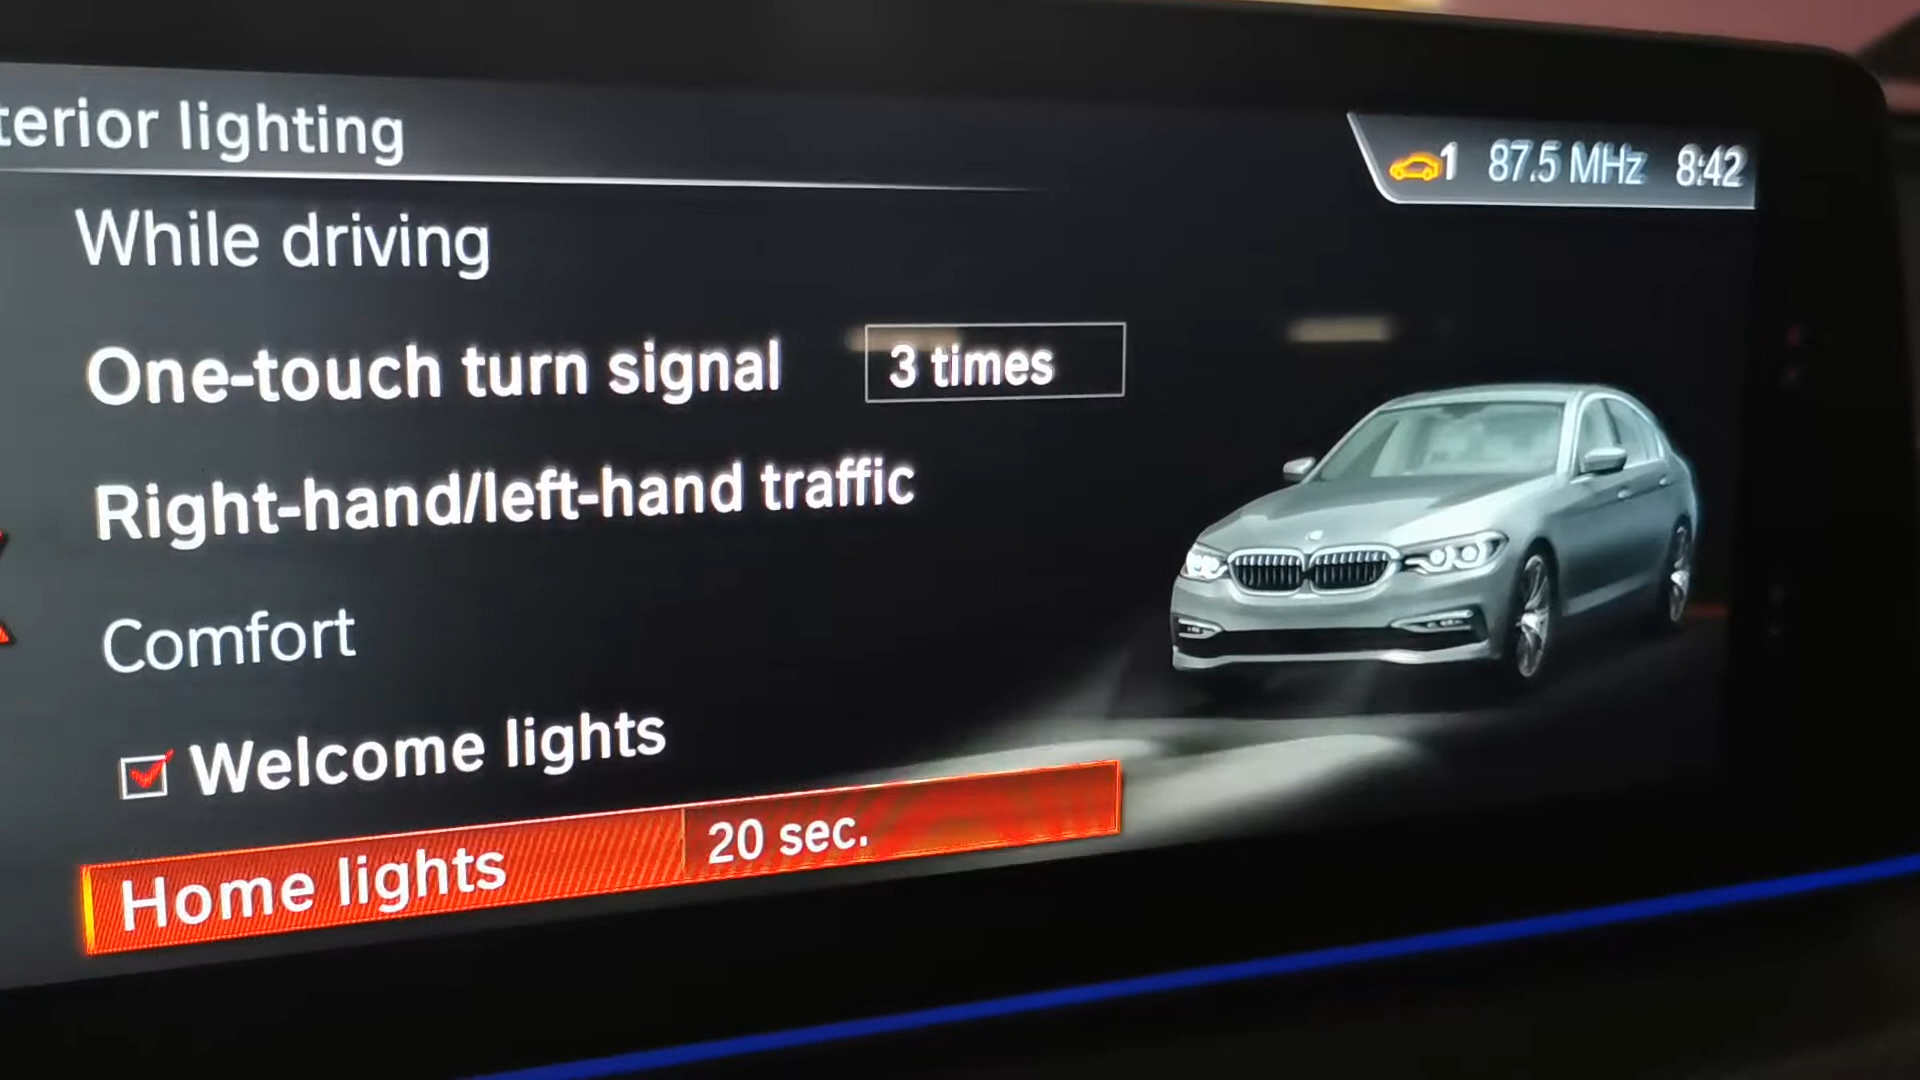 terior lighting
1 87.5 MHz 8:42
While driving
One-touch turn signal 3 times
Right-hand/left-hand traffic
Comfort
Welcome lights
Home lights 20 sec.